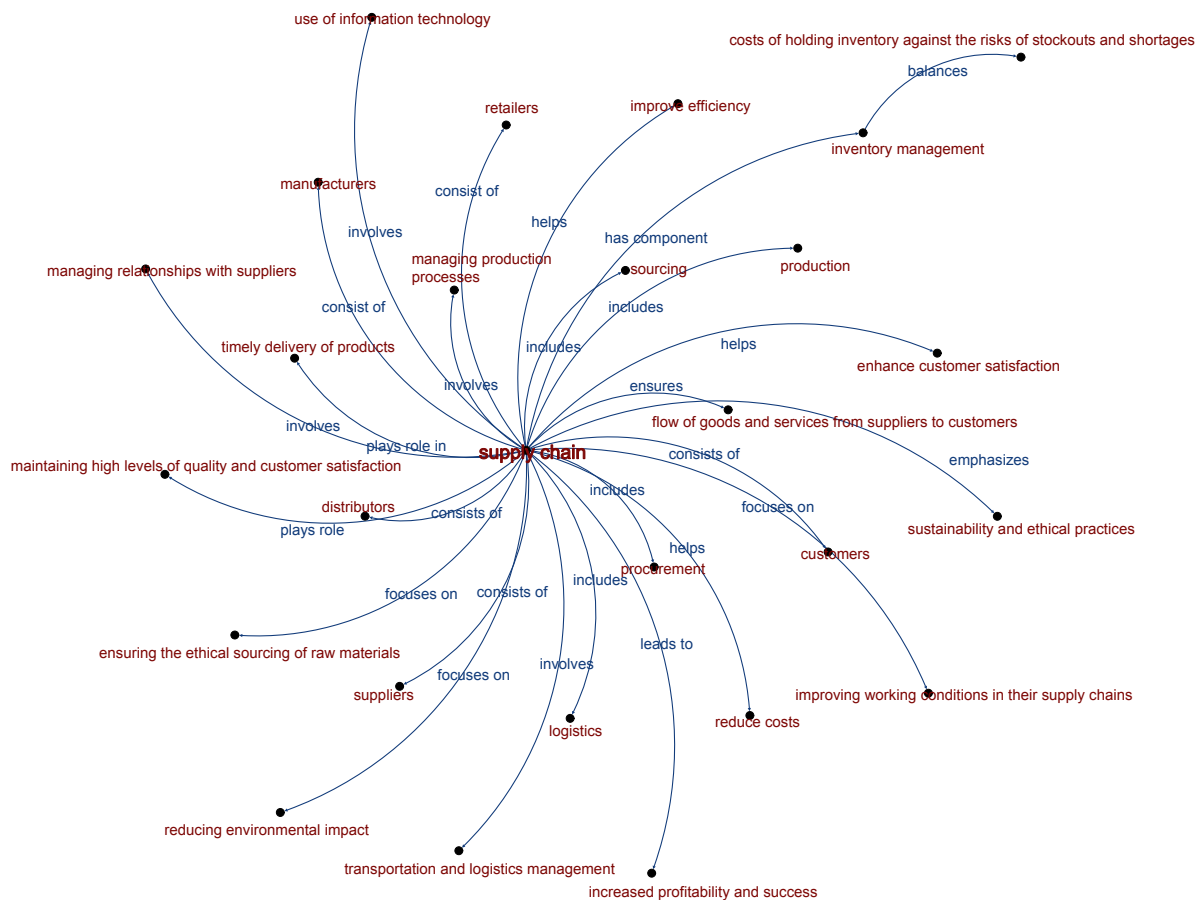 use of information technology
costs of holding inventory against the risks of stockouts and shortages
balances
retailers
improve efficiency
inventory management
manufacturers
consist of
helps
involves
has component
managing production
processes
sourcing
production
managing relationships with suppliers
consist of
includes
timely delivery of products
includes
helps
enhance customer satisfaction
involves
ensures
flow of goods and services from suppliers to customers
involves
plays role in
supply chain
consists of
emphasizes
maintaining high levels of quality and customer satisfaction
includes
distributors
consists of
focuses on
sustainability and ethical practices
plays role
helps
customers
procurement
includes
focuses on
consists of
leads to
ensuring the ethical sourcing of raw materials
involves
focuses on
suppliers
improving working conditions in their supply chains
logistics
reduce costs
reducing environmental impact
transportation and logistics management
increased profitability and success